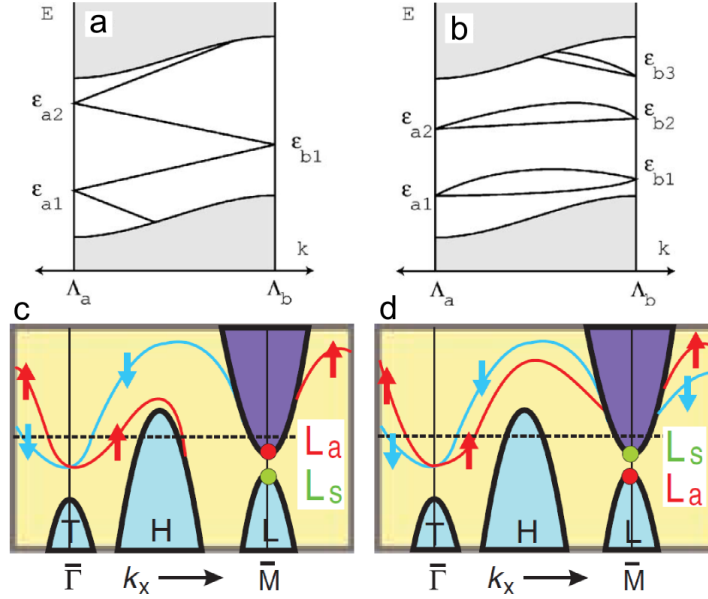 E a
ε a2
ε a1
ε b1
k
Λ a Λ b
E b
ε a2
ε a1
ε b3
ε b2
ε b1
k
Λ a Λ b
c
L a
L s
T H L
Γ̄ k x M̄
d
L s
L a
T H L
Γ̄ k x M̄